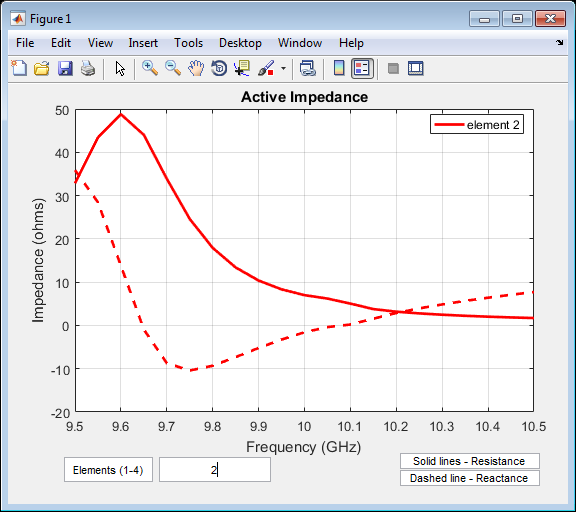 Figure 1
File Edit View Insert Tools Desktop Window Help
Active Impedance
element 2
50
40
30
20
10
0
-10
-20
Impedance (ohms)
9.5 9.6 9.7 9.8 9.9 10 10.1 10.2 10.3 10.4 10.5
Frequency (GHz)
Elements (1-4)
2
Solid lines - Resistance
Dashed line - Reactance